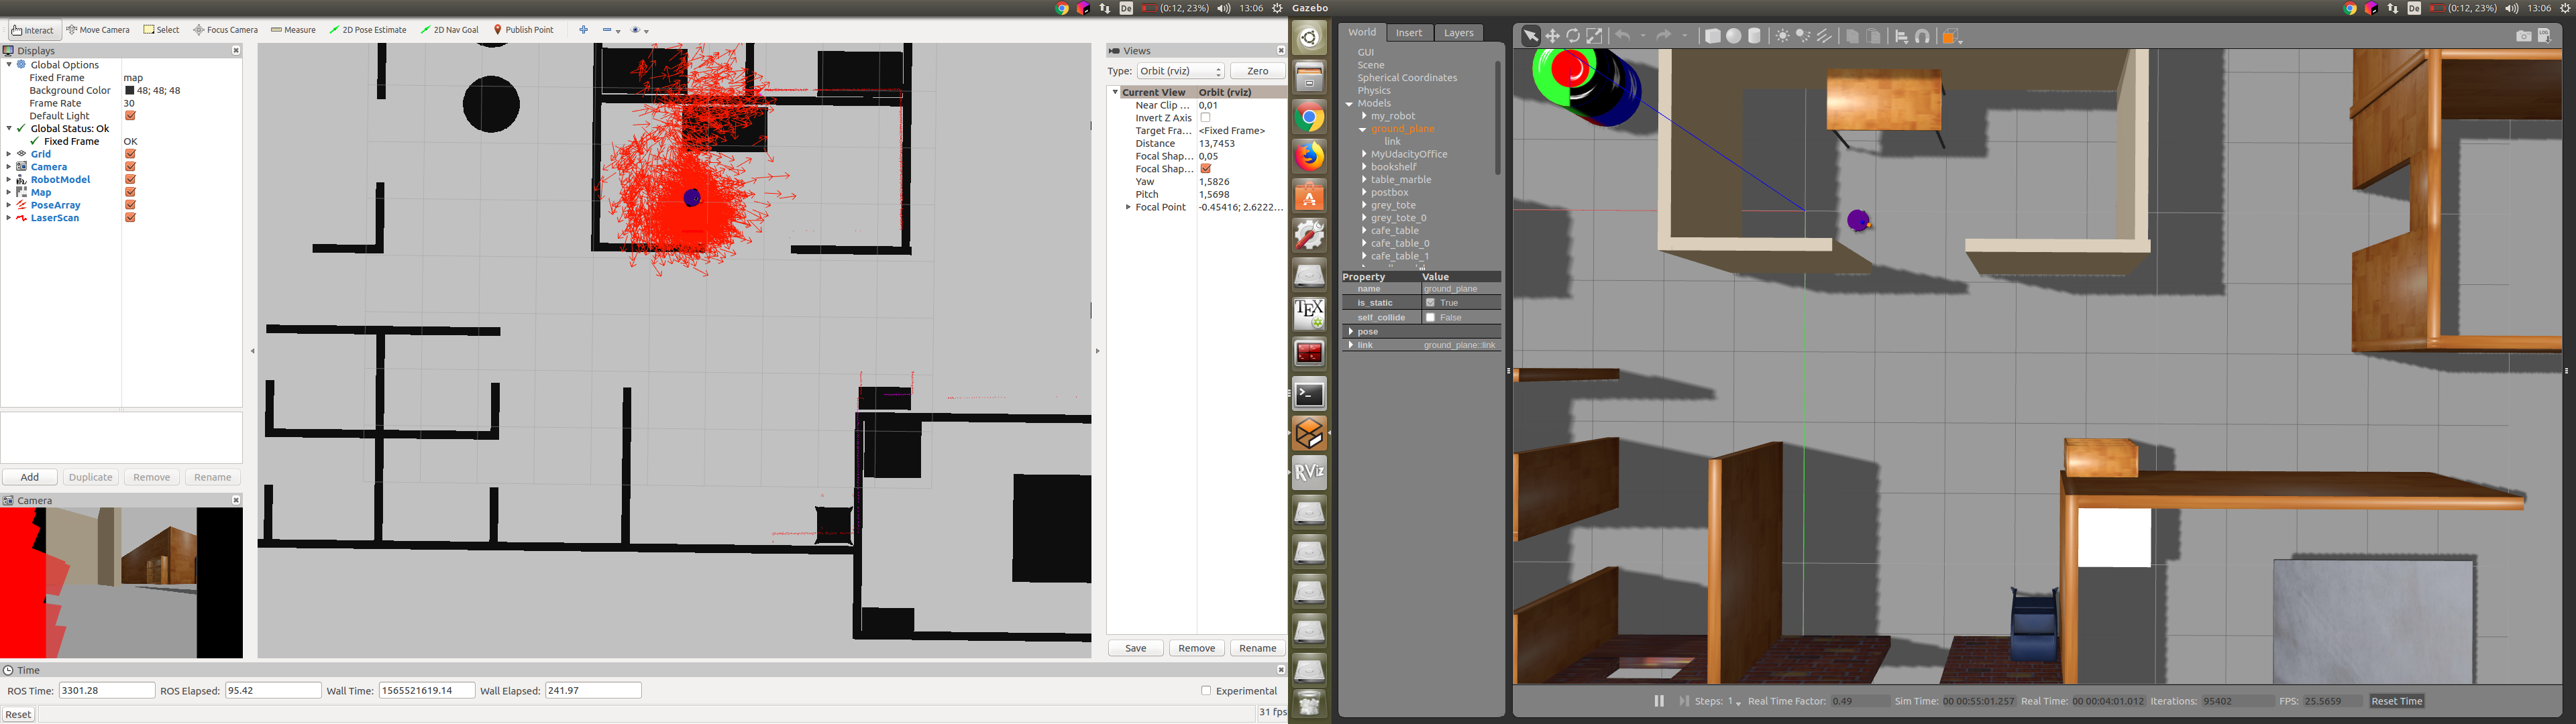 De (0:12, 23%) 13:06 Gazebo De (0:12, 23%) 13:06
Interact Move Camera Select Focus Camera Measure 2D Pose Estimate 2D Nav Goal Publish Point
Displays
Global Options
Fixed Frame map
Background Color 48; 48; 48
Frame Rate 30
Default Light
Global Status: Ok
Fixed Frame OK
Grid
Camera
RobotModel
Map
PoseArray
LaserScan
Add Duplicate Remove Rename
Camera
Views
Type: Orbit (rviz) Zero
Current View Orbit (rviz)
Near Clip ... 0,01
Invert Z Axis
Target Fra... <Fixed Frame>
Distance 13,7453
Focal Shap... 0,05
Focal Shap...
Yaw 1,5826
Pitch 1,5698
Focal Point -0.45416; 2.6222...
Save Remove Rename
Time
ROS Time: 3301.28 ROS Elapsed: 95.42 Wall Time: 1565521619.14 Wall Elapsed: 241.97 Experimental
Reset 31 fps
TEX
RViz
World Insert Layers
GUI
Scene
Spherical Coordinates
Physics
Models
my_robot
ground_plane
link
MyUdacityOffice
bookshelf
table_marble
postbox
grey_tote
grey_tote_0
cafe_table
cafe_table_0
cafe_table_1
Property Value
name ground_plane
is_static True
self_collide False
pose
link ground_plane::link
LOG
Steps: 1 Real Time Factor: 0.49 Sim Time: 00 00:55:01.257 Real Time: 00 00:04:01.012 Iterations: 95402 FPS: 25.5659 Reset Time